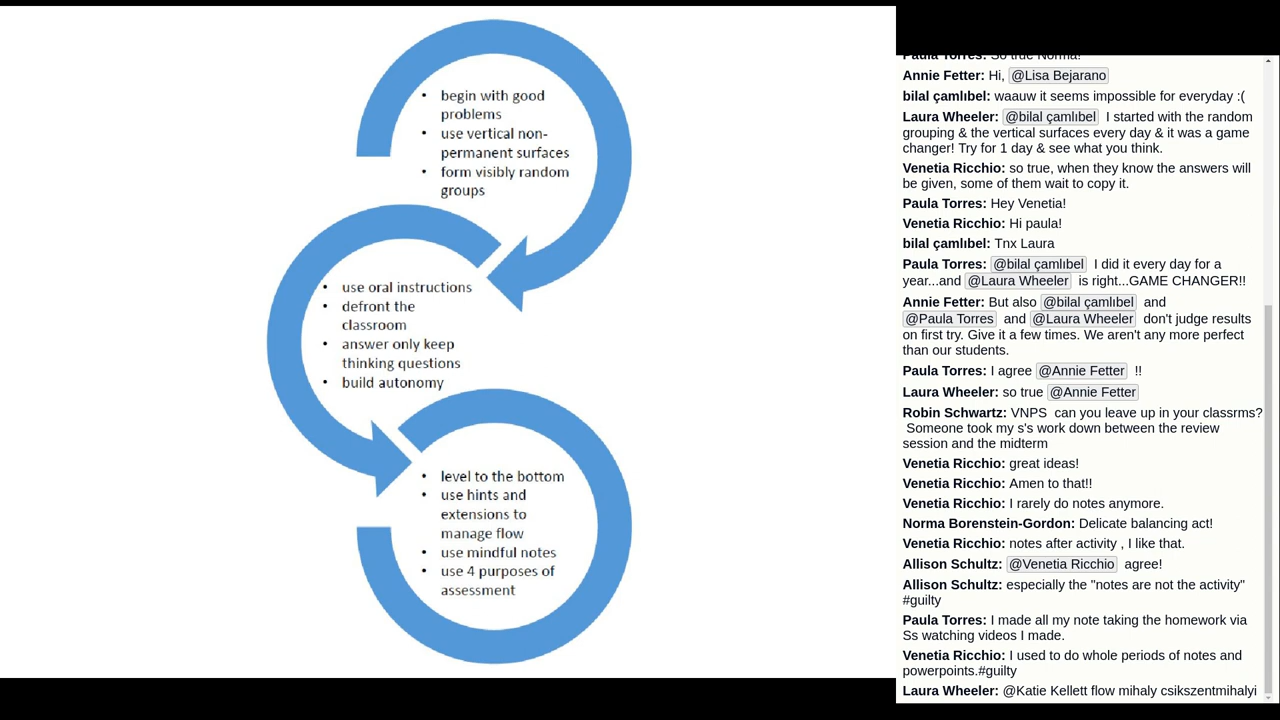 • begin with good
problems
• use vertical non-
permanent surfaces
• form visibly random
groups
• use oral instructions
• defront the
classroom
• answer only keep
thinking questions
• build autonomy
• level to the bottom
• use hints and
extensions to
manage flow
• use mindful notes
• use 4 purposes of
assessment
Paula Torres: So true Norma!
Annie Fetter: Hi, @Lisa Bejarano
bilal çamlıbel: waauw it seems impossible for everyday :(
Laura Wheeler: @bilal çamlıbel I started with the random
grouping & the vertical surfaces every day & it was a game
changer! Try for 1 day & see what you think.
Venetia Ricchio: so true, when they know the answers will
be given, some of them wait to copy it.
Paula Torres: Hey Venetia!
Venetia Ricchio: Hi paula!
bilal çamlıbel: Tnx Laura
Paula Torres: @bilal çamlıbel I did it every day for a
year...and @Laura Wheeler is right...GAME CHANGER!!
Annie Fetter: But also @bilal çamlıbel and
@Paula Torres and @Laura Wheeler don't judge results
on first try. Give it a few times. We aren't any more perfect
than our students.
Paula Torres: I agree @Annie Fetter !!
Laura Wheeler: so true @Annie Fetter
Robin Schwartz: VNPS can you leave up in your classrms?
Someone took my s's work down between the review
session and the midterm
Venetia Ricchio: great ideas!
Venetia Ricchio: Amen to that!!
Venetia Ricchio: I rarely do notes anymore.
Norma Borenstein-Gordon: Delicate balancing act!
Venetia Ricchio: notes after activity , I like that.
Allison Schultz: @Venetia Ricchio agree!
Allison Schultz: especially the "notes are not the activity"
#guilty
Paula Torres: I made all my note taking the homework via
Ss watching videos I made.
Venetia Ricchio: I used to do whole periods of notes and
powerpoints.#guilty
Laura Wheeler: @Katie Kellett flow mihaly csikszentmihalyi